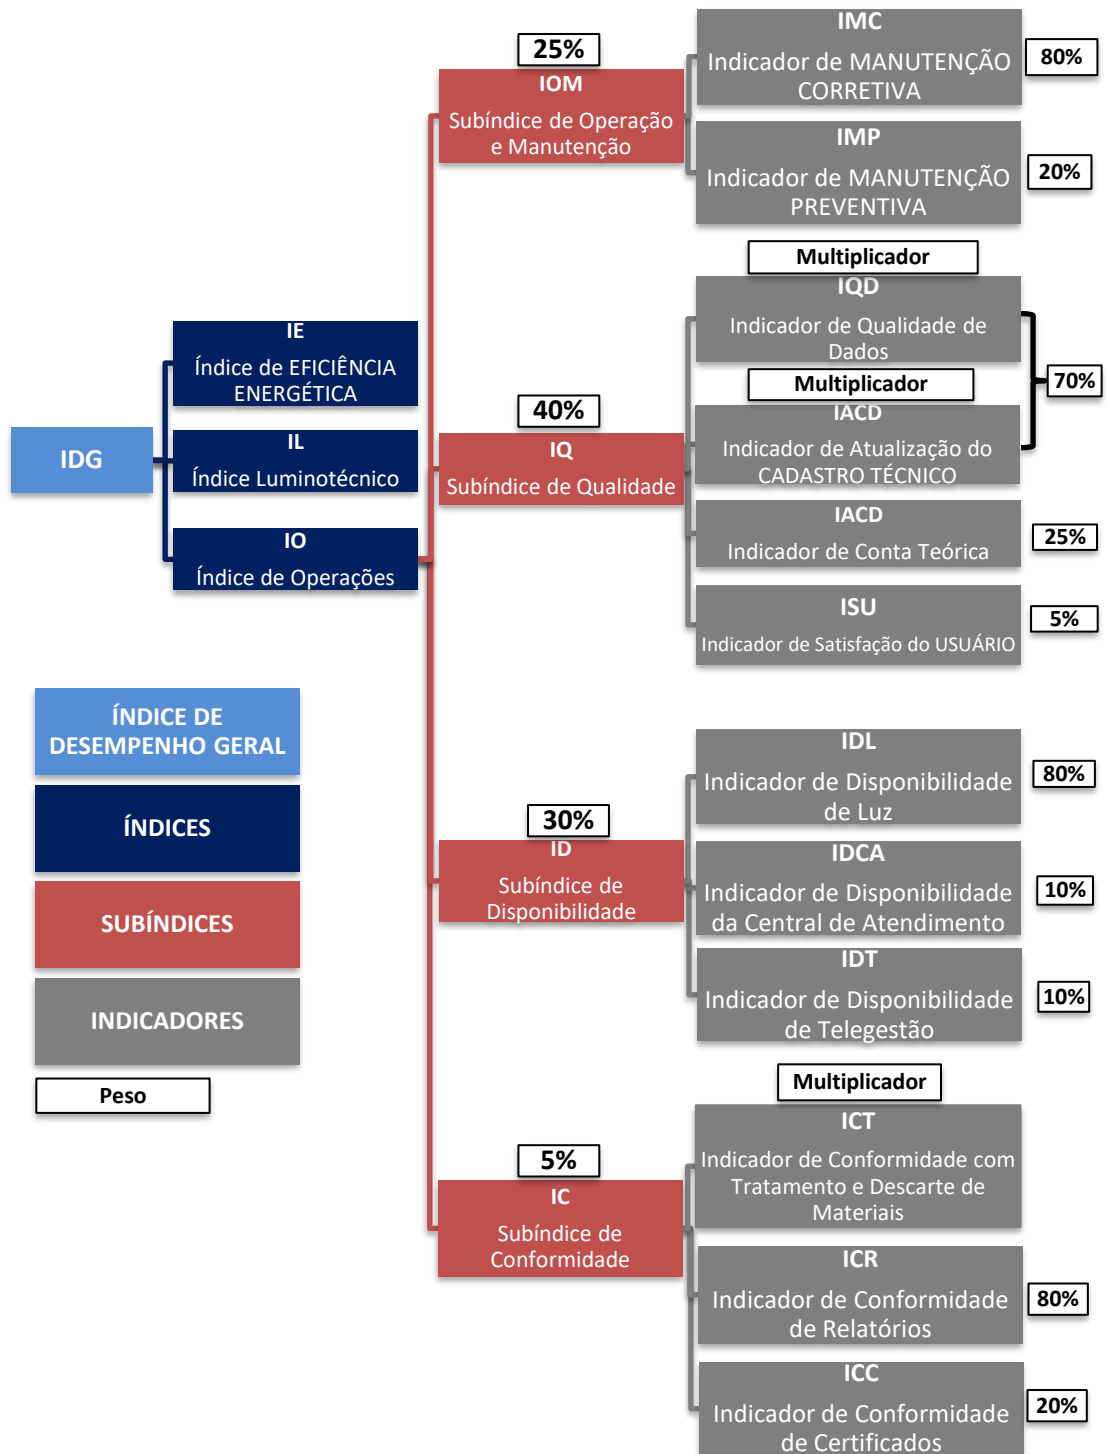 IDG
IE
Índice de EFICIÊNCIA
ENERGÉTICA
IL
Índice Luminotécnico
IO
Índice de Operações
25%
IOM
Subíndice de Operação
e Manutenção
IMC
Indicador de MANUTENÇÃO
CORRETIVA
80%
IMP
Indicador de MANUTENÇÃO
PREVENTIVA
20%
40%
IQ
Subíndice de Qualidade
Multiplicador
IQD
Indicador de Qualidade de
Dados
Multiplicador
IACD
Indicador de Atualização do
CADASTRO TÉCNICO
70%
IACD
Indicador de Conta Teórica
25%
ISU
Indicador de Satisfação do USUÁRIO
5%
30%
ID
Subíndice de
Disponibilidade
IDL
Indicador de Disponibilidade
de Luz
80%
IDCA
Indicador de Disponibilidade
da Central de Atendimento
10%
IDT
Indicador de Disponibilidade
de Telegestão
10%
5%
IC
Subíndice de
Conformidade
Multiplicador
ICT
Indicador de Conformidade com
Tratamento e Descarte de
Materiais
ICR
Indicador de Conformidade
de Relatórios
80%
ICC
Indicador de Conformidade
de Certificados
20%
ÍNDICE DE
DESEMPENHO GERAL
ÍNDICES
SUBÍNDICES
INDICADORES
Peso